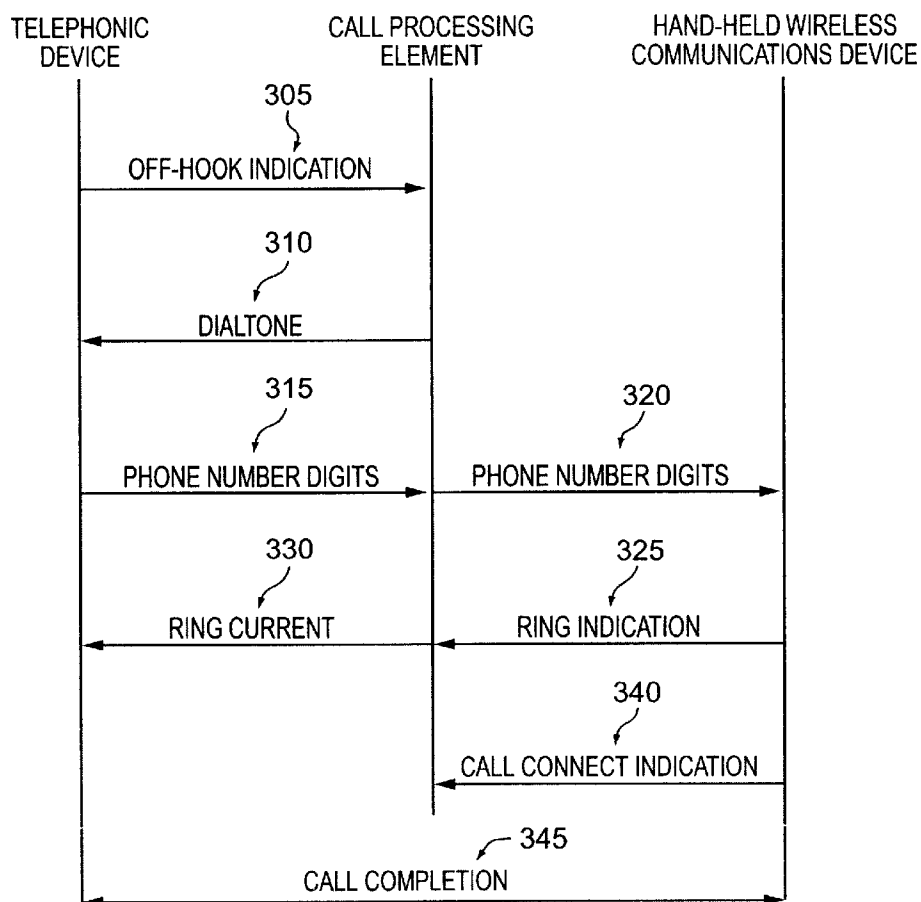 TELEPHONIC
DEVICE
CALL PROCESSING
ELEMENT
HAND-HELD WIRELESS
COMMUNICATIONS DEVICE
305
OFF-HOOK INDICATION
310
DIALTONE
315
320
PHONE NUMBER DIGITS
PHONE NUMBER DIGITS
330
325
RING CURRENT
RING INDICATION
340
CALL CONNECT INDICATION
345
CALL COMPLETION